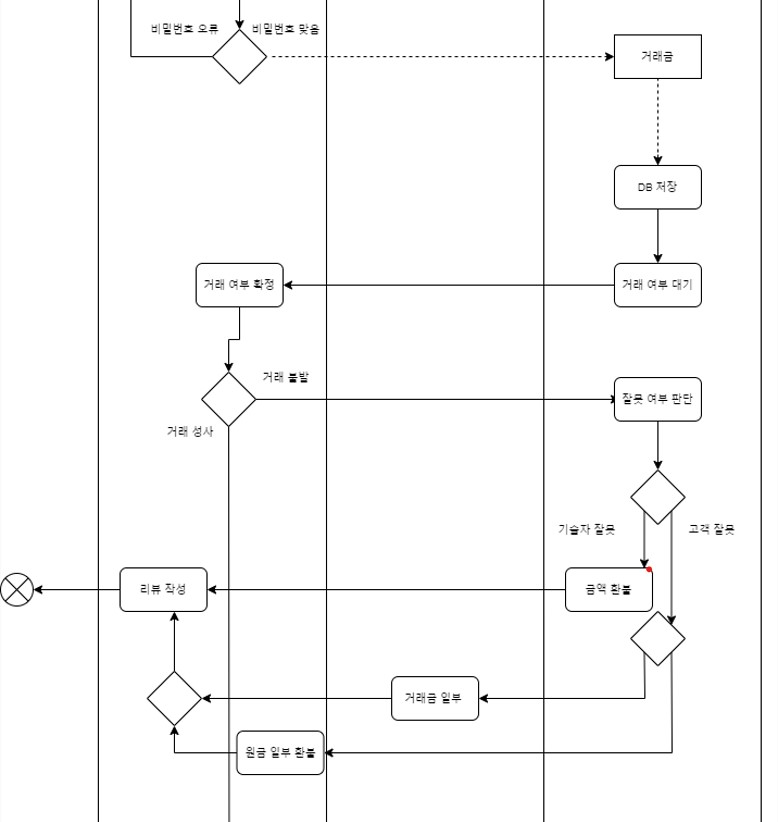 비밀번호 오류
비밀번호 맞음
거래금
DB 저장
거래 여부 확정
거래 여부 대기
거래 불발
잘못 여부 판단
거래 성사
기술자 잘못
고객 잘못
리뷰 작성
금액 환불
거래금 일부
원금 일부 환불